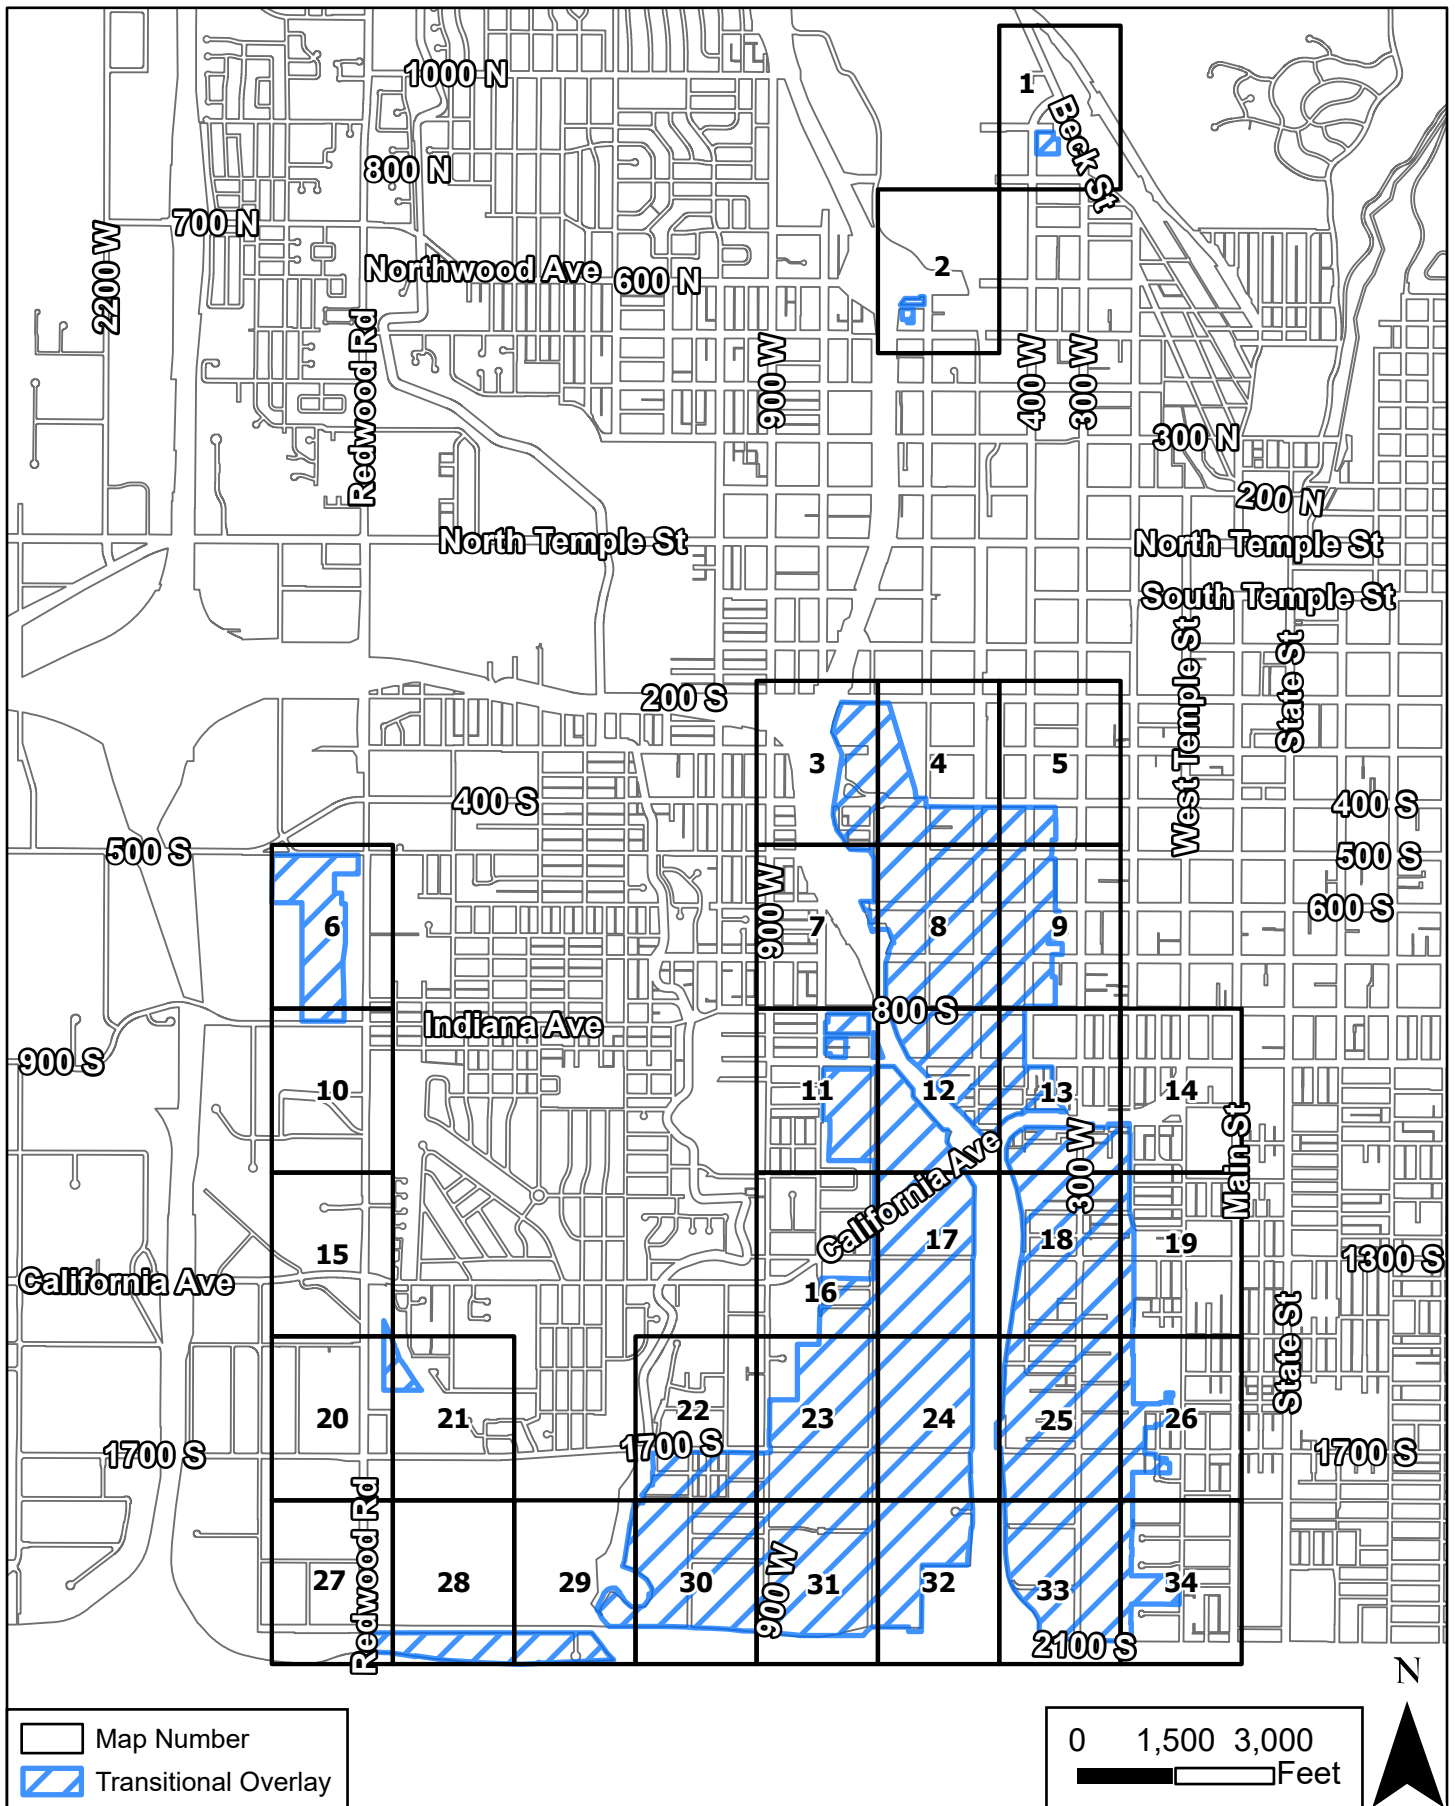 1000 N
1
Beck St
800 N
700 N
2200 W
Northwood Ave
600 N
2
Redwood Rd
900 W
400 W
300 W
300 N
200 N
North Temple St
North Temple St
South Temple St
West Temple St
State St
200 S
3
4
5
400 S
400 S
500 S
500 S
600 S
6
900 W
7
8
9
800 S
Indiana Ave
900 S
10
11
12
13
14
Main St
300 W
California Ave
15
17
18
19
1300 S
California Ave
16
State St
20
21
22
23
24
25
26
1700 S
1700 S
1700 S
Redwood Rd
27
28
29
30
900 W
31
32
33
34
2100 S
N
Map Number
Transitional Overlay
0 1,500 3,000
Feet